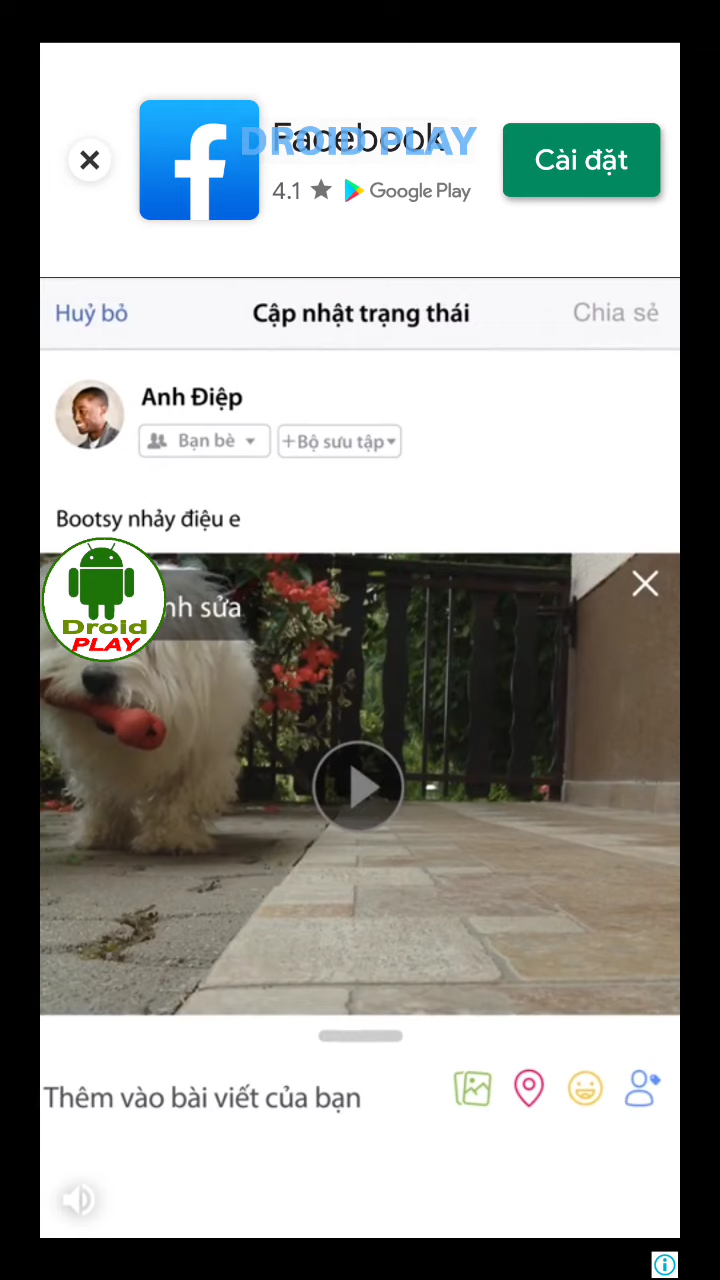 Facebook
DROID PLAY
4.1 ★ Google Play
Cài đặt
Huỷ bỏ
Cập nhật trạng thái
Chia sẻ
Anh Điệp
Bạn bè
+Bộ sưu tập
Bootsy nhảy điệu e
nh sửa
Droid
PLAY
Thêm vào bài viết của bạn